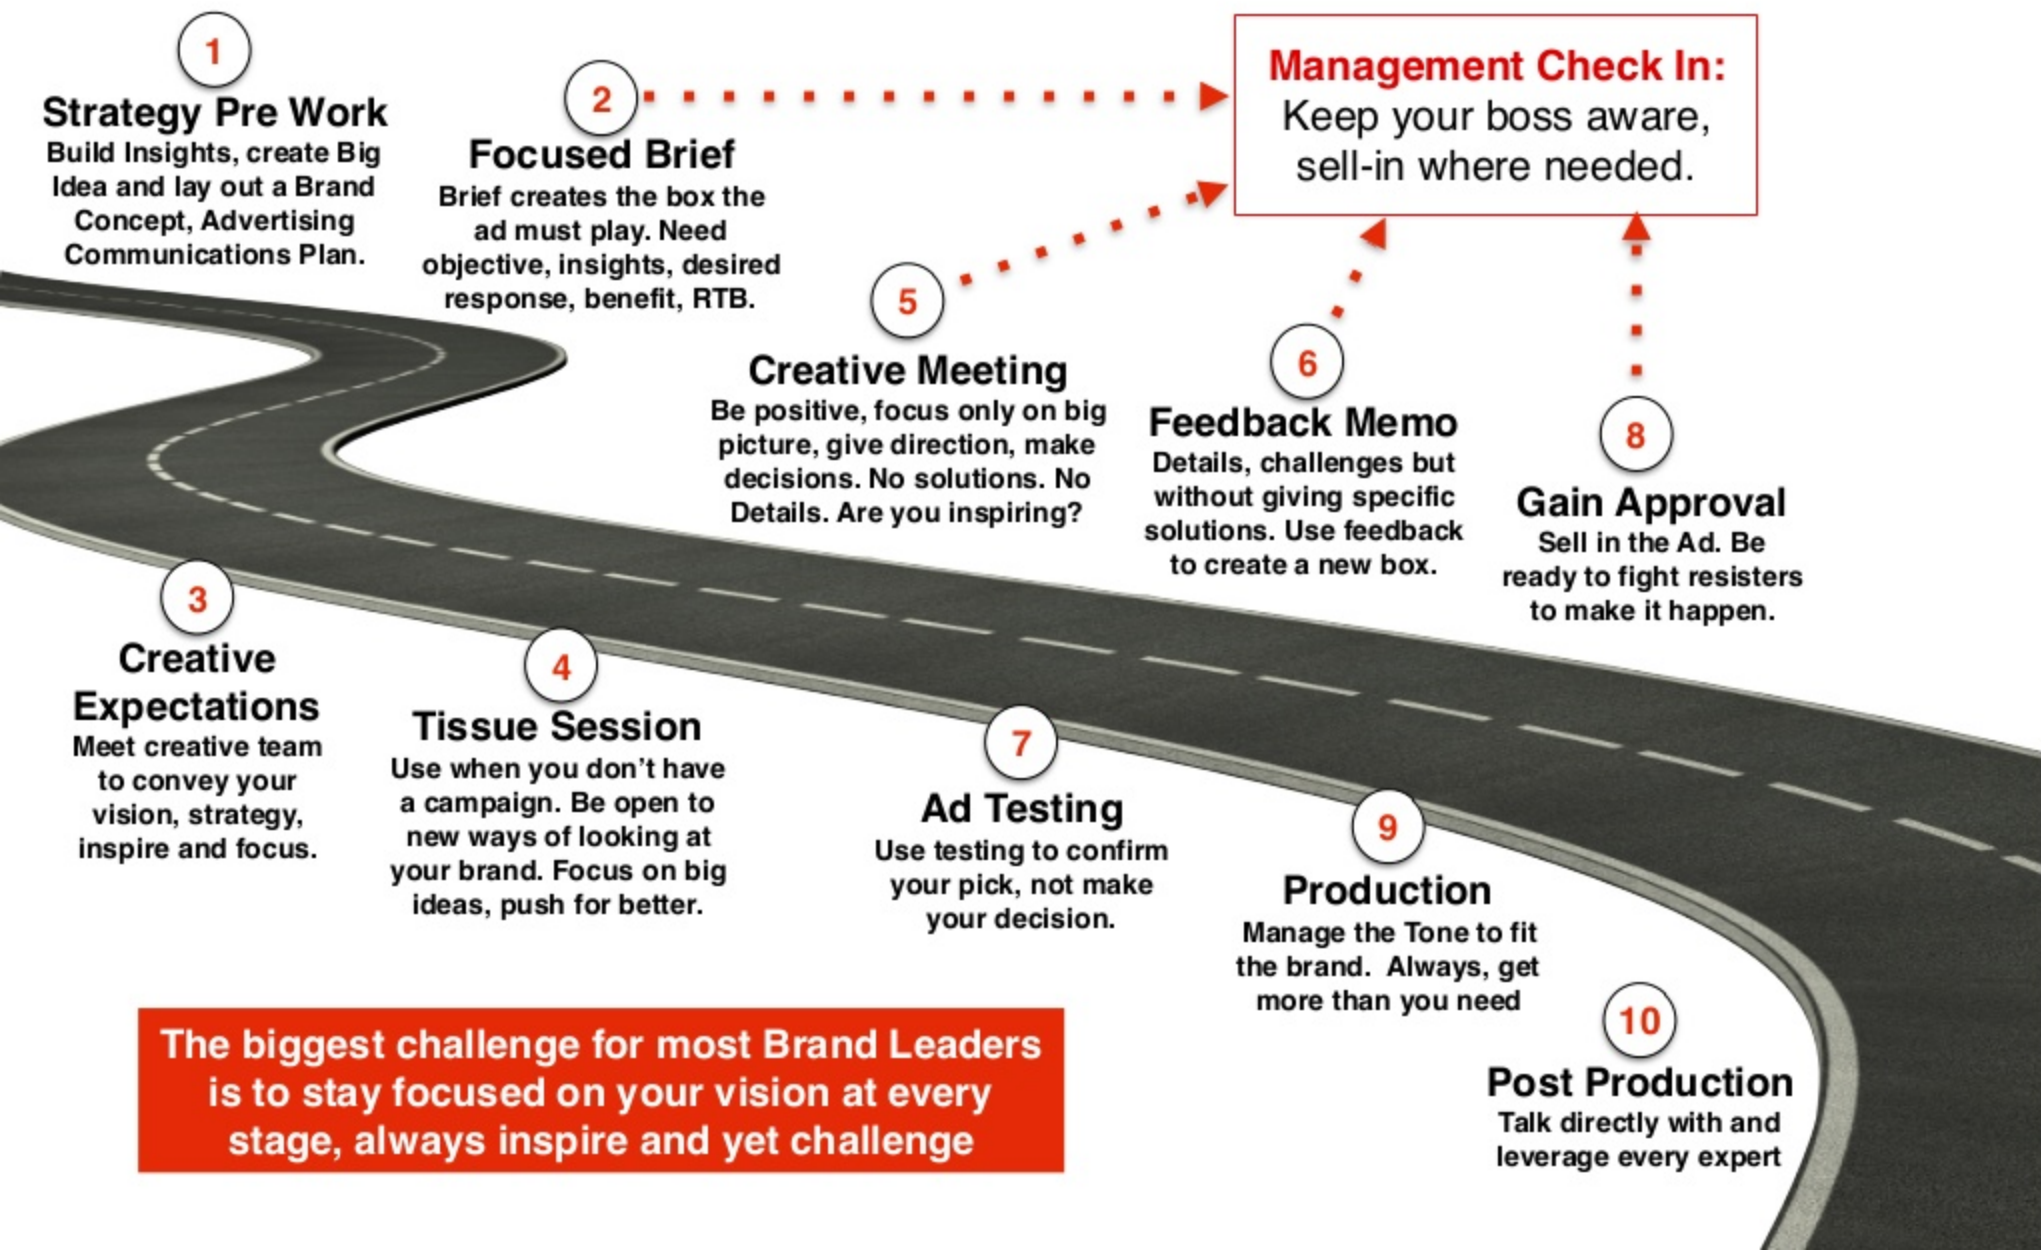 1
Strategy Pre Work
Build Insights, create Big
Idea and lay out a Brand
Concept, Advertising
Communications Plan.
2
Focused Brief
Brief creates the box the
ad must play. Need
objective, insights, desired
response, benefit, RTB.
Management Check In:
Keep your boss aware,
sell-in where needed.
3
Creative
Expectations
Meet creative team
to convey your
vision, strategy,
inspire and focus.
4
Tissue Session
Use when you don't have
a campaign. Be open to
new ways of looking at
your brand. Focus on big
ideas, push for better.
5
Creative Meeting
Be positive, focus only on big
picture, give direction, make
decisions. No solutions. No
Details. Are you inspiring?
6
Feedback Memo
Details, challenges but
without giving specific
solutions. Use feedback
to create a new box.
7
Ad Testing
Use testing to confirm
your pick, not make
your decision.
8
Gain Approval
Sell in the Ad. Be
ready to fight resisters
to make it happen.
9
Production
Manage the Tone to fit
the brand.  Always, get
more than you need
10
Post Production
Talk directly with and
leverage every expert
The biggest challenge for most Brand Leaders
is to stay focused on your vision at every
stage, always inspire and yet challenge